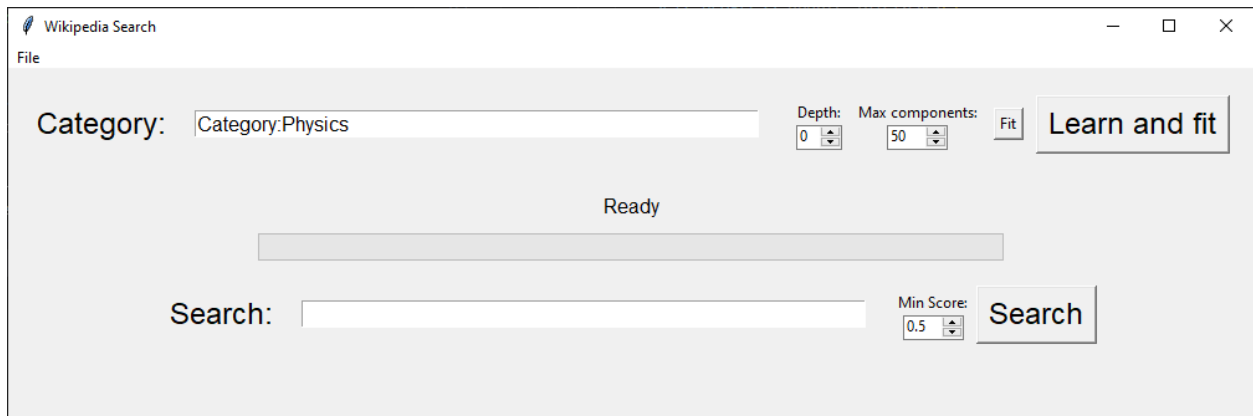 Wikipedia Search
File
Category: Category:Physics Depth: 0 Max components: 50 Fit Learn and fit
Ready
Search: Min Score: 0.5 Search